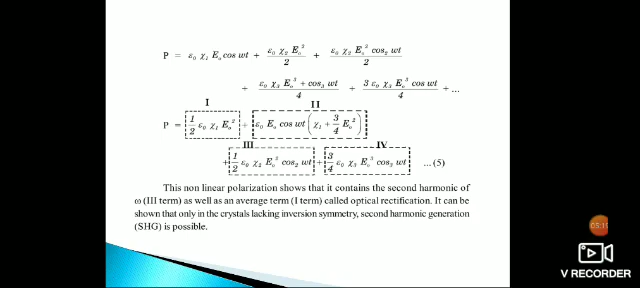 P = ε₀ χ₁ E₀ cos wt + ε₀ χ₂ E₀² / 2 + ε₀ χ₂ E₀² cos₂ wt / 2
+ ε₀ χ₃ E₀³ + cos₃ wt / 4 + 3 ε₀ χ₃ E₀³ cos wt / 4 + ...
I II
P = 1/2 ε₀ χ₂ E₀² + ε₀ E₀ cos wt (χ₁ + 3/4 E₀²)
III IV
+ 1/2 ε₀ χ₂ E₀² cos₂ wt + 3/4 ε₀ χ₃ E₀³ cos₃ wt ... (5)
This non linear polarization shows that it contains the second harmonic of
ω (III term) as well as an average term (I term) called optical rectification. It can be
shown that only in the crystals lacking inversion symmetry, second harmonic generation
(SHG) is possible.
V RECORDER